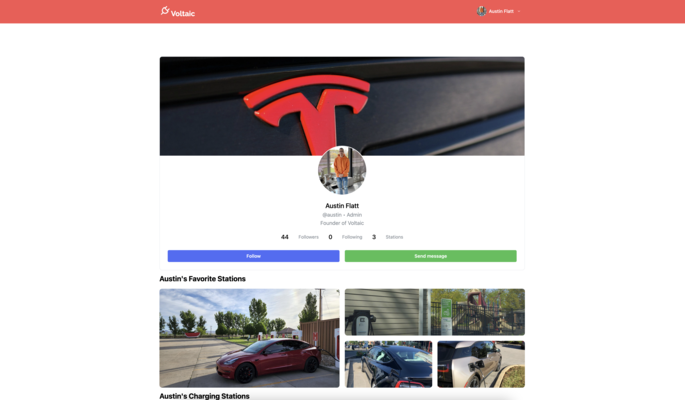 Voltaic
Austin Flatt
Austin Flatt
@austin - Admin
Founder of Voltaic
44 Followers 0 Following 3 Stations
Follow
Send message
Austin's Favorite Stations
Austin's Charging Stations